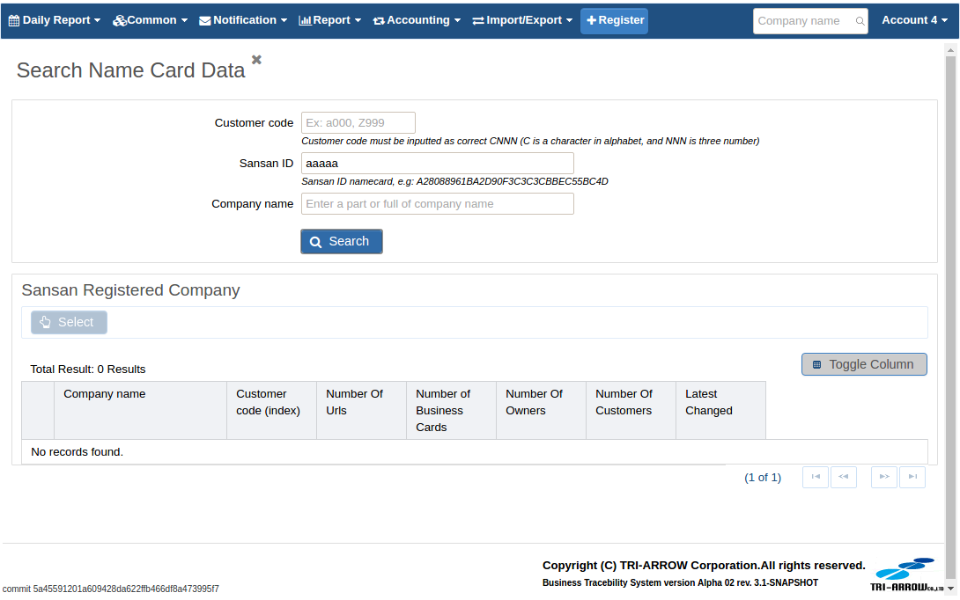 Daily Report Common Notification Report Accounting Import/Export Register Company name Account 4
Search Name Card Data
Customer code Ex: a000, Z999
Customer code must be inputted as correct CNNN (C is a character in alphabet, and NNN is three number)
Sansan ID aaaaa
Sansan ID namecard, e.g: A28088961BA2D90F3C3C3CBBEC55BC4D
Company name Enter a part or full of company name
Search
Sansan Registered Company
Select
Total Result: 0 Results Toggle Column
Company name Customer Number Of Number of Number Of Number Of Latest
code (index) Urls Business Owners Customers Changed
Cards
No records found.
(1 of 1)
Copyright (C) TRI-ARROW Corporation.All rights reserved.
Business Tracebility System version Alpha 02 rev. 3.1-SNAPSHOT
TRI-ARROW CO.,LTD
commit 5a45591201a609428da622ffb466df8a473995f7